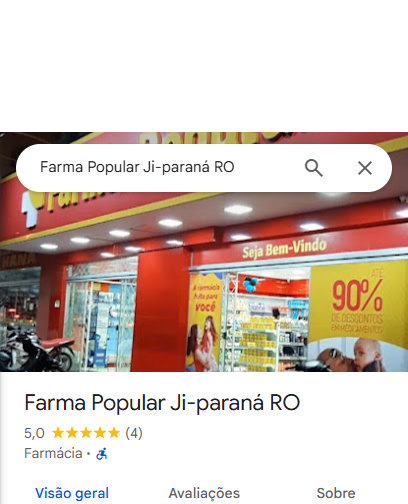 Farma Popular Ji-paraná RO
Seja Bem-Vindo
a farmácia
feita para
você
ATÉ
90%
DE DESCONTOS
EM MEDICAMENTOS
Farma Popular Ji-paraná RO
5,0 (4)
Farmácia ·
Visão geral Avaliações Sobre